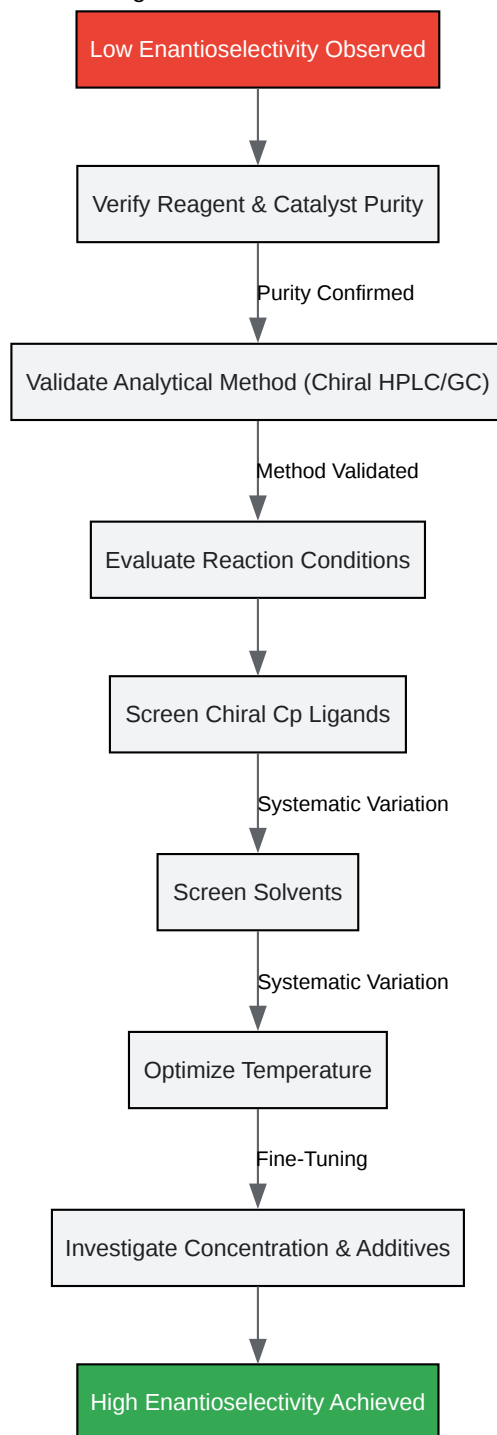 Low Enantioselectivity Observed
Verify Reagent & Catalyst Purity
Purity Confirmed
Validate Analytical Method (Chiral HPLC/GC)
Method Validated
Evaluate Reaction Conditions
Screen Chiral Cp Ligands
Systematic Variation
Screen Solvents
Systematic Variation
Optimize Temperature
Fine-Tuning
Investigate Concentration & Additives
High Enantioselectivity Achieved